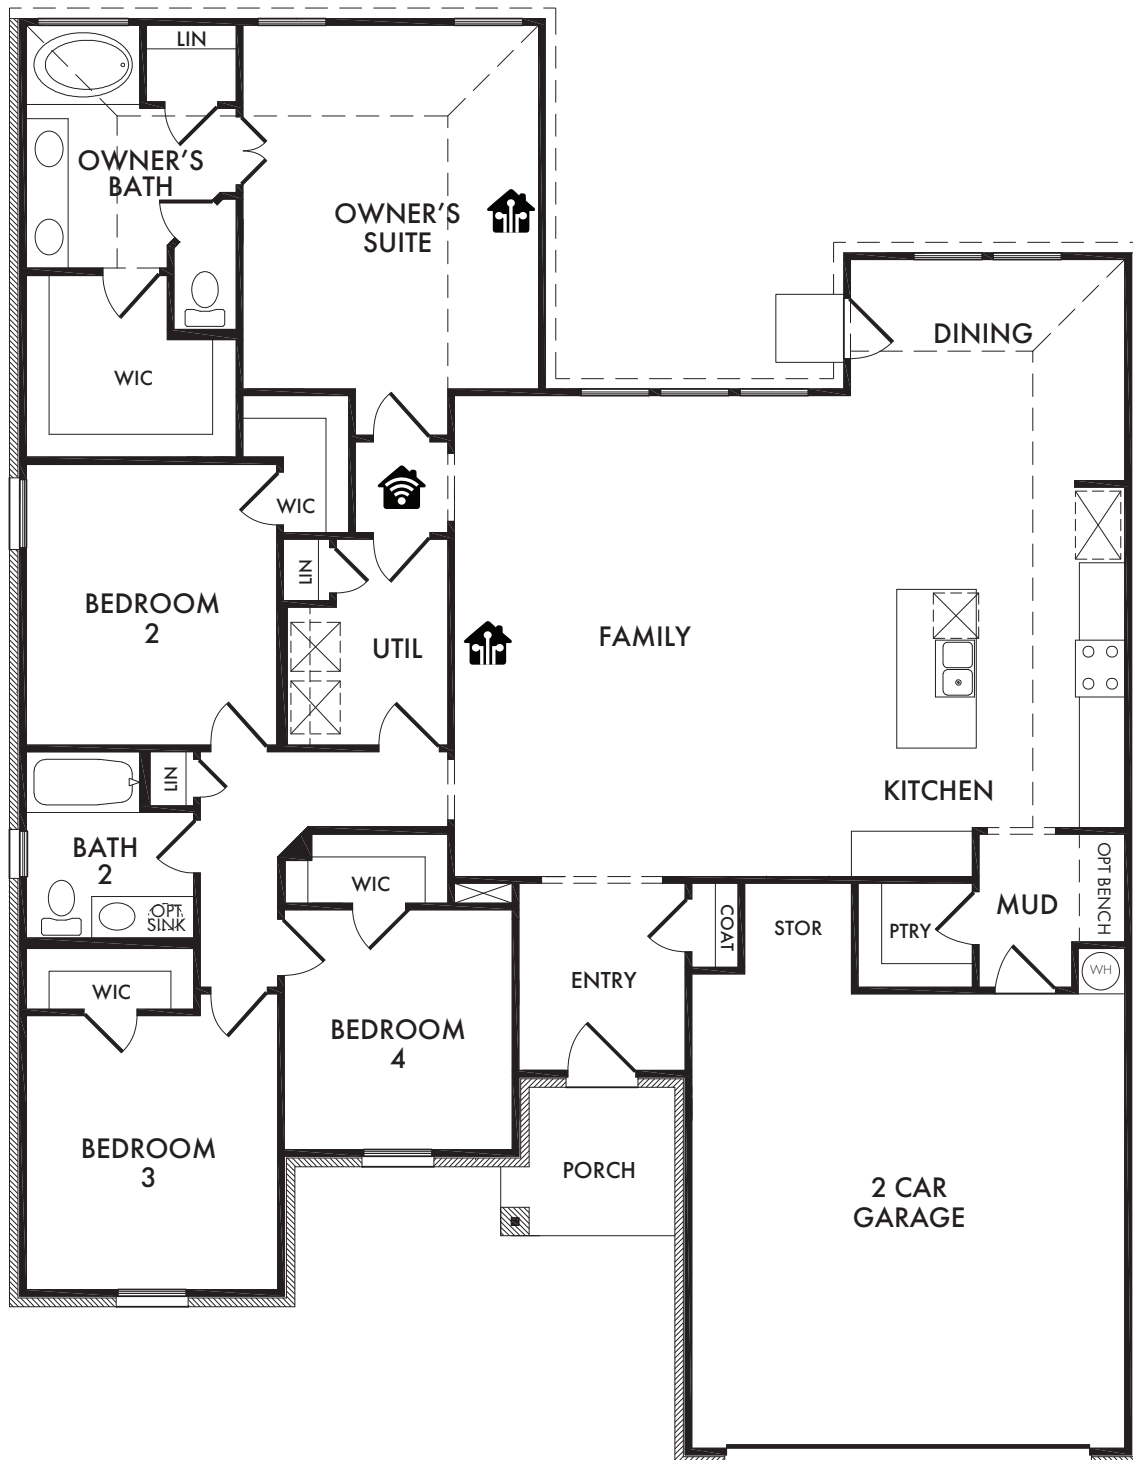 LIN
OWNER'S
BATH
OWNER'S
SUITE
DINING
WIC
WIC
LIN
BEDROOM
2
UTIL
FAMILY
LIN
KITCHEN
BATH
2
OPT
SINK
WIC
COAT
STOR
PTRY
MUD
OPT BENCH
WH
WIC
ENTRY
BEDROOM
4
BEDROOM
3
PORCH
2 CAR
GARAGE